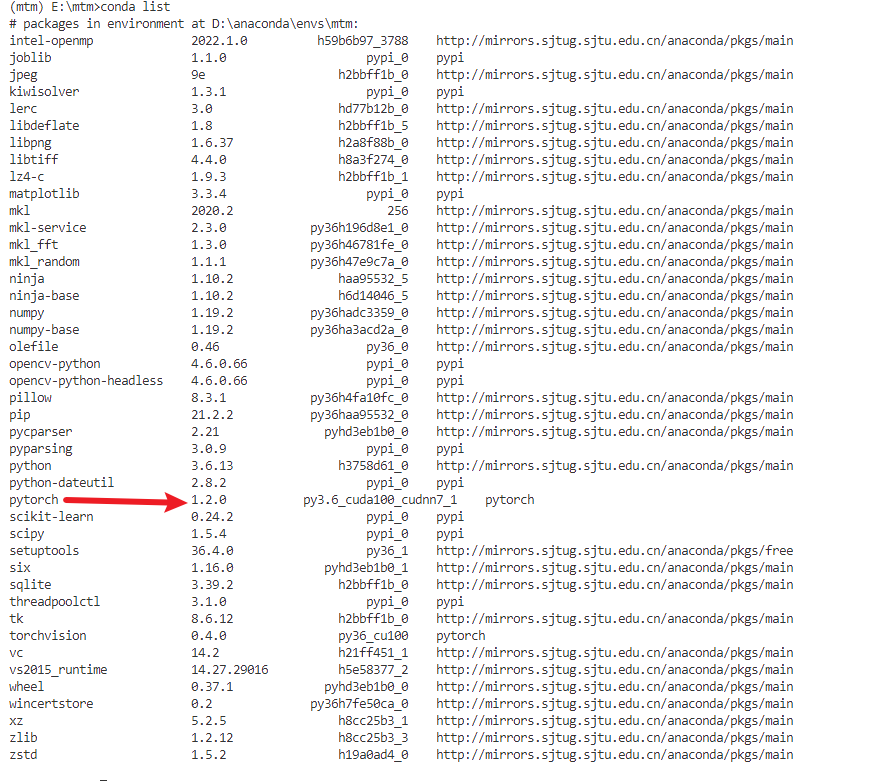 (mtm) E:\mtm>conda list
# packages in environment at D:\anaconda\envs\mtm:
intel-openmp 2022.1.0 h59b6b97_3788 http://mirrors.sjtug.sjtu.edu.cn/anaconda/pkgs/main
joblib 1.1.0 pypi_0 pypi
jpeg 9e h2bbff1b_0 http://mirrors.sjtug.sjtu.edu.cn/anaconda/pkgs/main
kiwisolver 1.3.1 pypi_0 pypi
lerc 3.0 hd77b12b_0 http://mirrors.sjtug.sjtu.edu.cn/anaconda/pkgs/main
libdeflate 1.8 h2bbff1b_5 http://mirrors.sjtug.sjtu.edu.cn/anaconda/pkgs/main
libpng 1.6.37 h2a8f88b_0 http://mirrors.sjtug.sjtu.edu.cn/anaconda/pkgs/main
libtiff 4.4.0 h8a3f274_0 http://mirrors.sjtug.sjtu.edu.cn/anaconda/pkgs/main
lz4-c 1.9.3 h2bbff1b_1 http://mirrors.sjtug.sjtu.edu.cn/anaconda/pkgs/main
matplotlib 3.3.4 pypi_0 pypi
mkl 2020.2 256 http://mirrors.sjtug.sjtu.edu.cn/anaconda/pkgs/main
mkl-service 2.3.0 py36h196d8e1_0 http://mirrors.sjtug.sjtu.edu.cn/anaconda/pkgs/main
mkl_fft 1.3.0 py36h46781fe_0 http://mirrors.sjtug.sjtu.edu.cn/anaconda/pkgs/main
mkl_random 1.1.1 py36h47e9c7a_0 http://mirrors.sjtug.sjtu.edu.cn/anaconda/pkgs/main
ninja 1.10.2 haa95532_5 http://mirrors.sjtug.sjtu.edu.cn/anaconda/pkgs/main
ninja-base 1.10.2 h6d14046_5 http://mirrors.sjtug.sjtu.edu.cn/anaconda/pkgs/main
numpy 1.19.2 py36hadc3359_0 http://mirrors.sjtug.sjtu.edu.cn/anaconda/pkgs/main
numpy-base 1.19.2 py36ha3acd2a_0 http://mirrors.sjtug.sjtu.edu.cn/anaconda/pkgs/main
olefile 0.46 py36_0 http://mirrors.sjtug.sjtu.edu.cn/anaconda/pkgs/main
opencv-python 4.6.0.66 pypi_0 pypi
opencv-python-headless 4.6.0.66 pypi_0 pypi
pillow 8.3.1 py36h4fa10fc_0 http://mirrors.sjtug.sjtu.edu.cn/anaconda/pkgs/main
pip 21.2.2 py36haa95532_0 http://mirrors.sjtug.sjtu.edu.cn/anaconda/pkgs/main
pycparser 2.21 pyhd3eb1b0_0 http://mirrors.sjtug.sjtu.edu.cn/anaconda/pkgs/main
pyparsing 3.0.9 pypi_0 pypi
python 3.6.13 h3758d61_0 http://mirrors.sjtug.sjtu.edu.cn/anaconda/pkgs/main
python-dateutil 2.8.2 pypi_0 pypi
pytorch 1.2.0 py3.6_cuda100_cudnn7_1 pytorch
scikit-learn 0.24.2 pypi_0 pypi
scipy 1.5.4 pypi_0 pypi
setuptools 36.4.0 py36_1 http://mirrors.sjtug.sjtu.edu.cn/anaconda/pkgs/free
six 1.16.0 pyhd3eb1b0_1 http://mirrors.sjtug.sjtu.edu.cn/anaconda/pkgs/main
sqlite 3.39.2 h2bbff1b_0 http://mirrors.sjtug.sjtu.edu.cn/anaconda/pkgs/main
threadpoolctl 3.1.0 pypi_0 pypi
tk 8.6.12 h2bbff1b_0 http://mirrors.sjtug.sjtu.edu.cn/anaconda/pkgs/main
torchvision 0.4.0 py36_cu100 pytorch
vc 14.2 h21ff451_1 http://mirrors.sjtug.sjtu.edu.cn/anaconda/pkgs/main
vs2015_runtime 14.27.29016 h5e58377_2 http://mirrors.sjtug.sjtu.edu.cn/anaconda/pkgs/main
wheel 0.37.1 pyhd3eb1b0_0 http://mirrors.sjtug.sjtu.edu.cn/anaconda/pkgs/main
wincertstore 0.2 py36h7fe50ca_0 http://mirrors.sjtug.sjtu.edu.cn/anaconda/pkgs/main
xz 5.2.5 h8cc25b3_1 http://mirrors.sjtug.sjtu.edu.cn/anaconda/pkgs/main
zlib 1.2.12 h8cc25b3_3 http://mirrors.sjtug.sjtu.edu.cn/anaconda/pkgs/main
zstd 1.5.2 h19a0ad4_0 http://mirrors.sjtug.sjtu.edu.cn/anaconda/pkgs/main